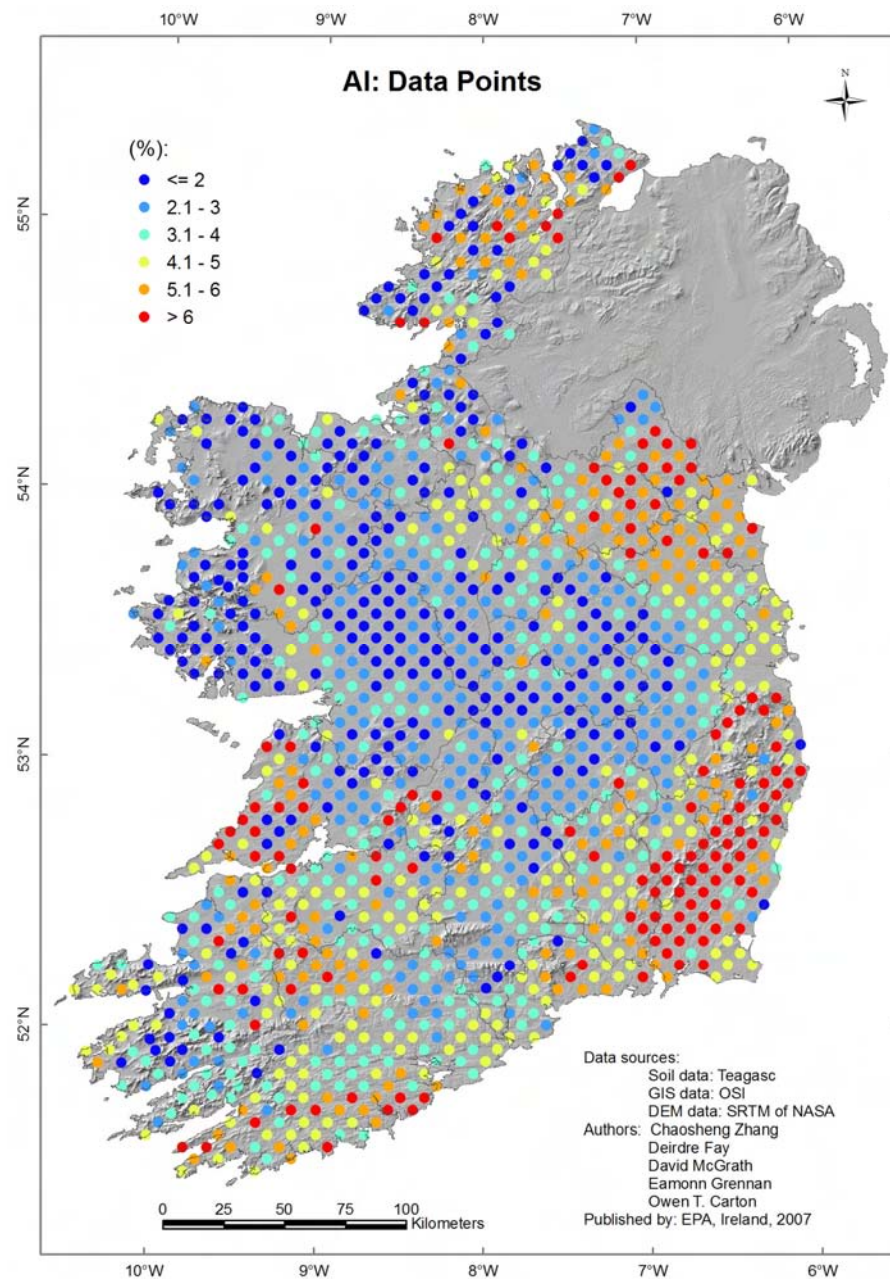 10°W 9°W 8°W 7°W 6°W
Al: Data Points
N
(%):
<= 2
2.1 - 3
3.1 - 4
4.1 - 5
5.1 - 6
> 6
55°N
54°N
53°N
52°N
Data sources:
Soil data: Teagasc
GIS data: OSI
DEM data: SRTM of NASA
Authors: Chaosheng Zhang
Deirdre Fay
David McGrath
Eamonn Grennan
Owen T. Carton
Published by: EPA, Ireland, 2007
0 25 50 75 100
Kilometers
10°W 9°W 8°W 7°W 6°W